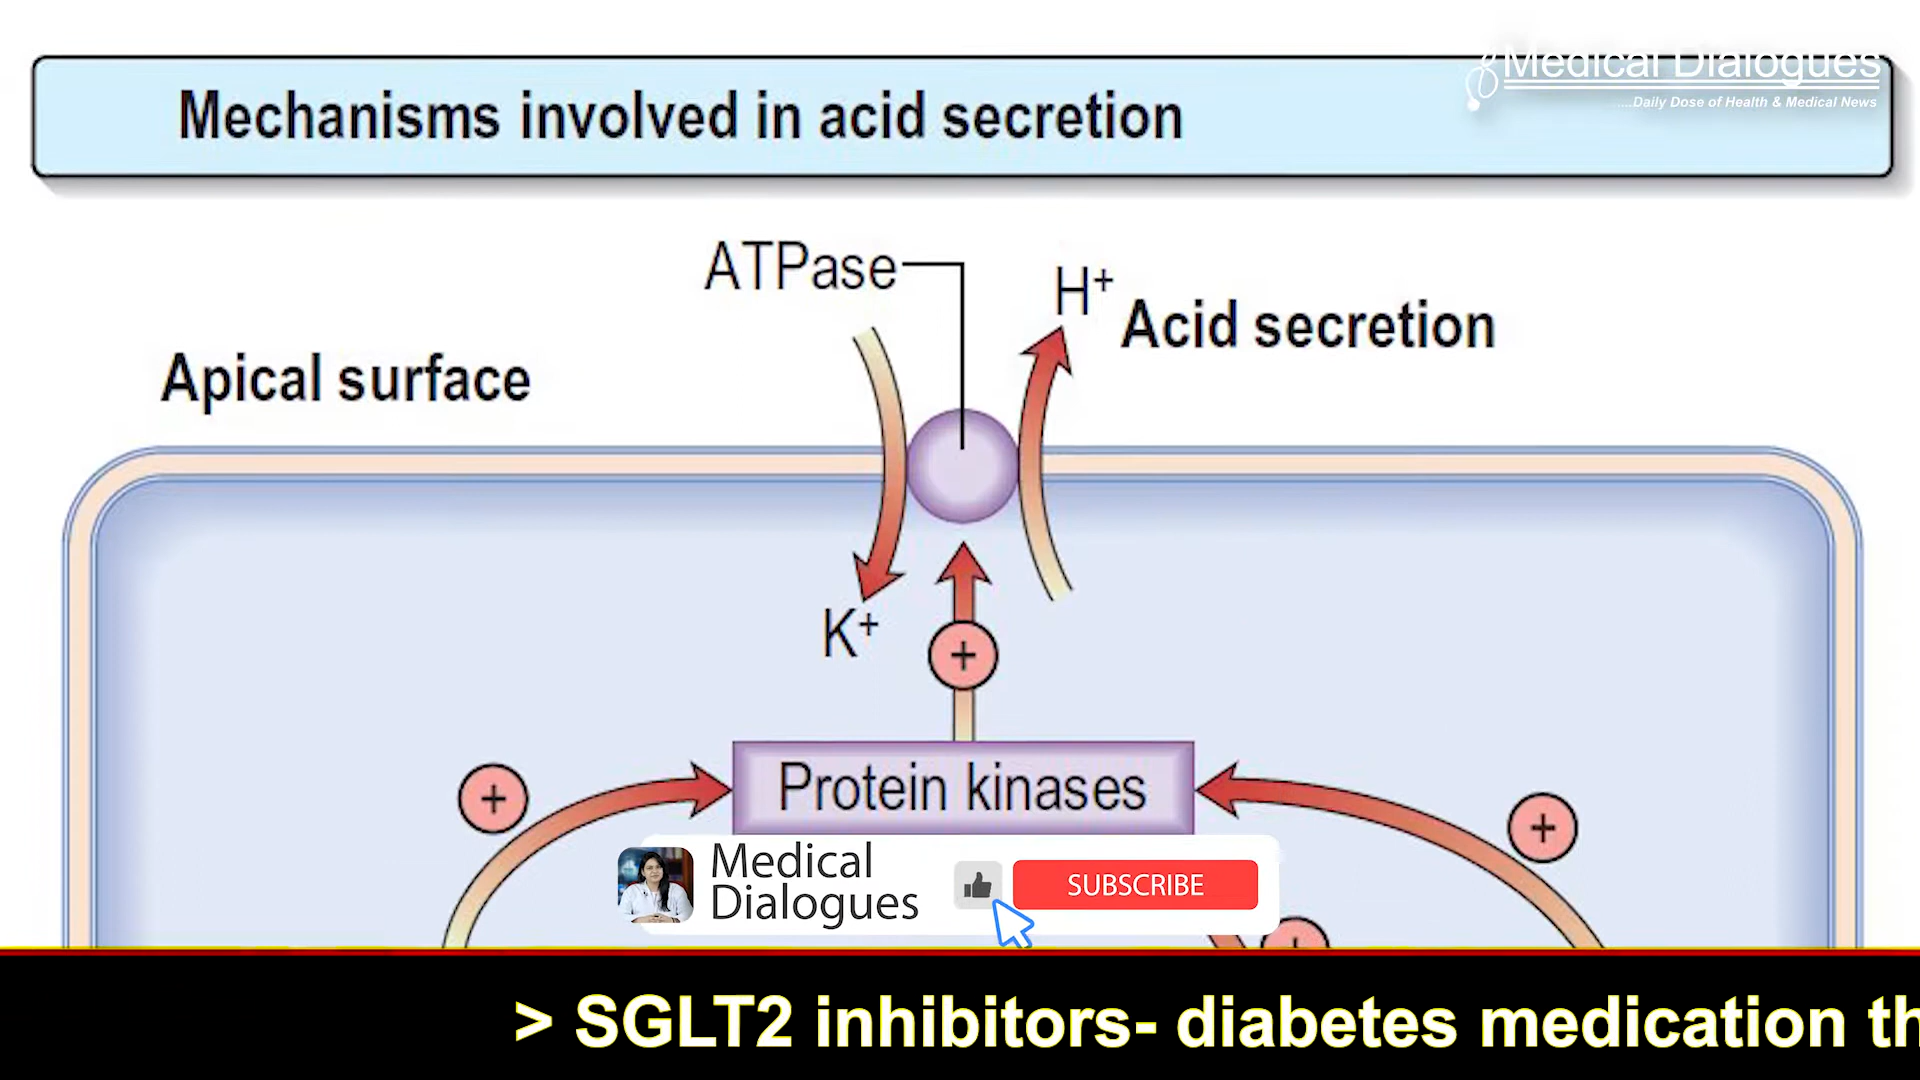 Medical Dialogues
....Daily Dose of Health & Medical News
Mechanisms involved in acid secretion
ATPase
H+
Acid secretion
Apical surface
K+
+
Protein kinases
+
+
+
Medical
Dialogues
SUBSCRIBE
> SGLT2 inhibitors- diabetes medication